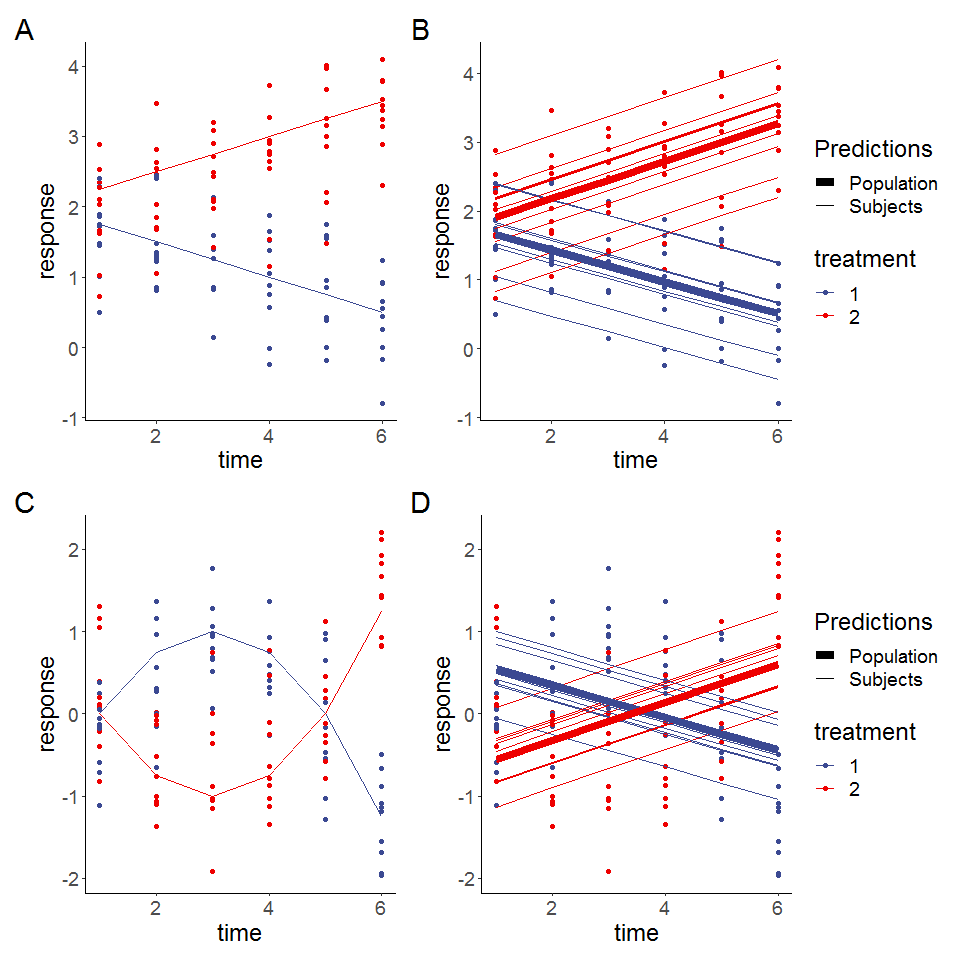 A
B
response
4
3
2
1
0
-1
2
4
6
time
response
4
3
2
1
0
-1
2
4
6
time
Predictions
Population
Subjects
treatment
1
2
C
D
response
2
1
0
-1
-2
2
4
6
time
response
2
1
0
-1
-2
2
4
6
time
Predictions
Population
Subjects
treatment
1
2